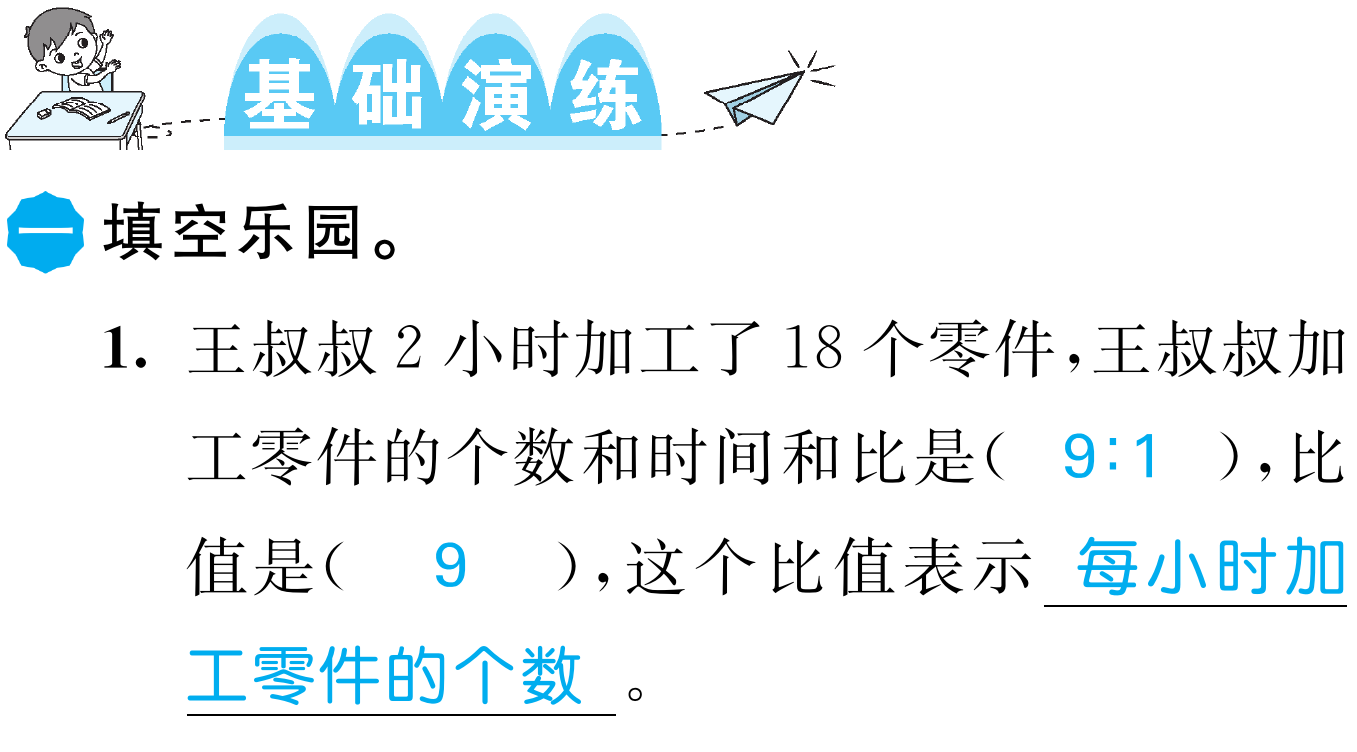 基础演练
一 填空乐园。
1. 王叔叔2小时加工了18个零件,王叔叔加
工零件的个数和时间和比是( 9∶1 ),比
值是( 9 ),这个比值表示 每小时加
工零件的个数 。